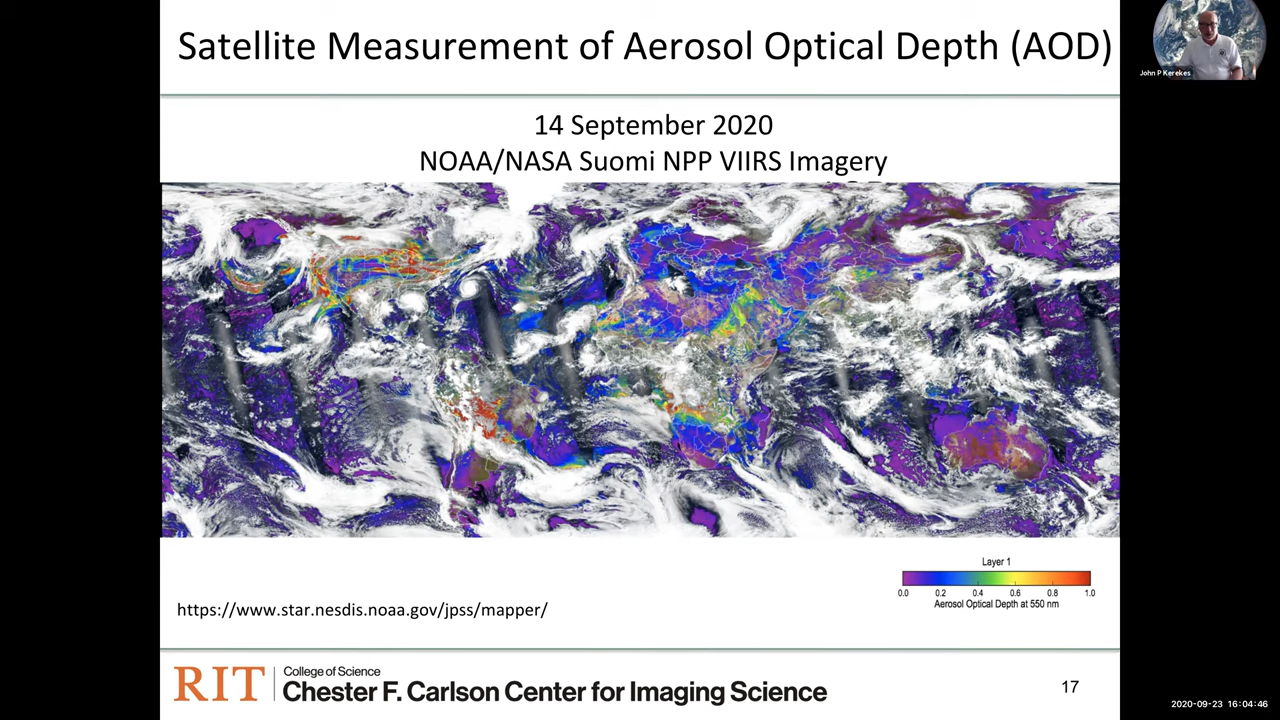 Satellite Measurement of Aerosol Optical Depth (AOD)
John P Kerekes
14 September 2020
NOAA/NASA Suomi NPP VIIRS Imagery
Layer 1
0.0 0.2 0.4 0.6 0.8 1.0
Aerosol Optical Depth at 550 nm
https://www.star.nesdis.noaa.gov/jpss/mapper/
RIT
College of Science
Chester F. Carlson Center for Imaging Science
17
2020-09-23 16:04:46